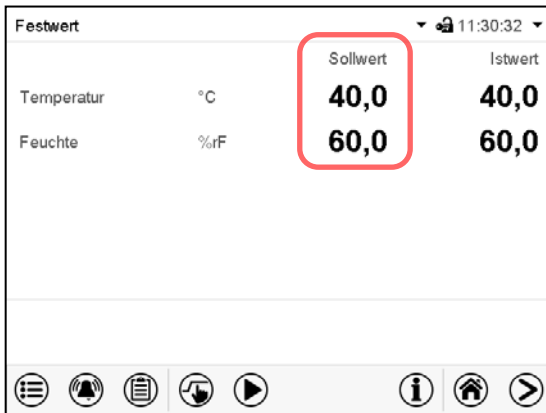 Festwert 11:30:32
Sollwert Istwert
Temperatur °C 40,0 40,0
Feuchte %rF 60,0 60,0